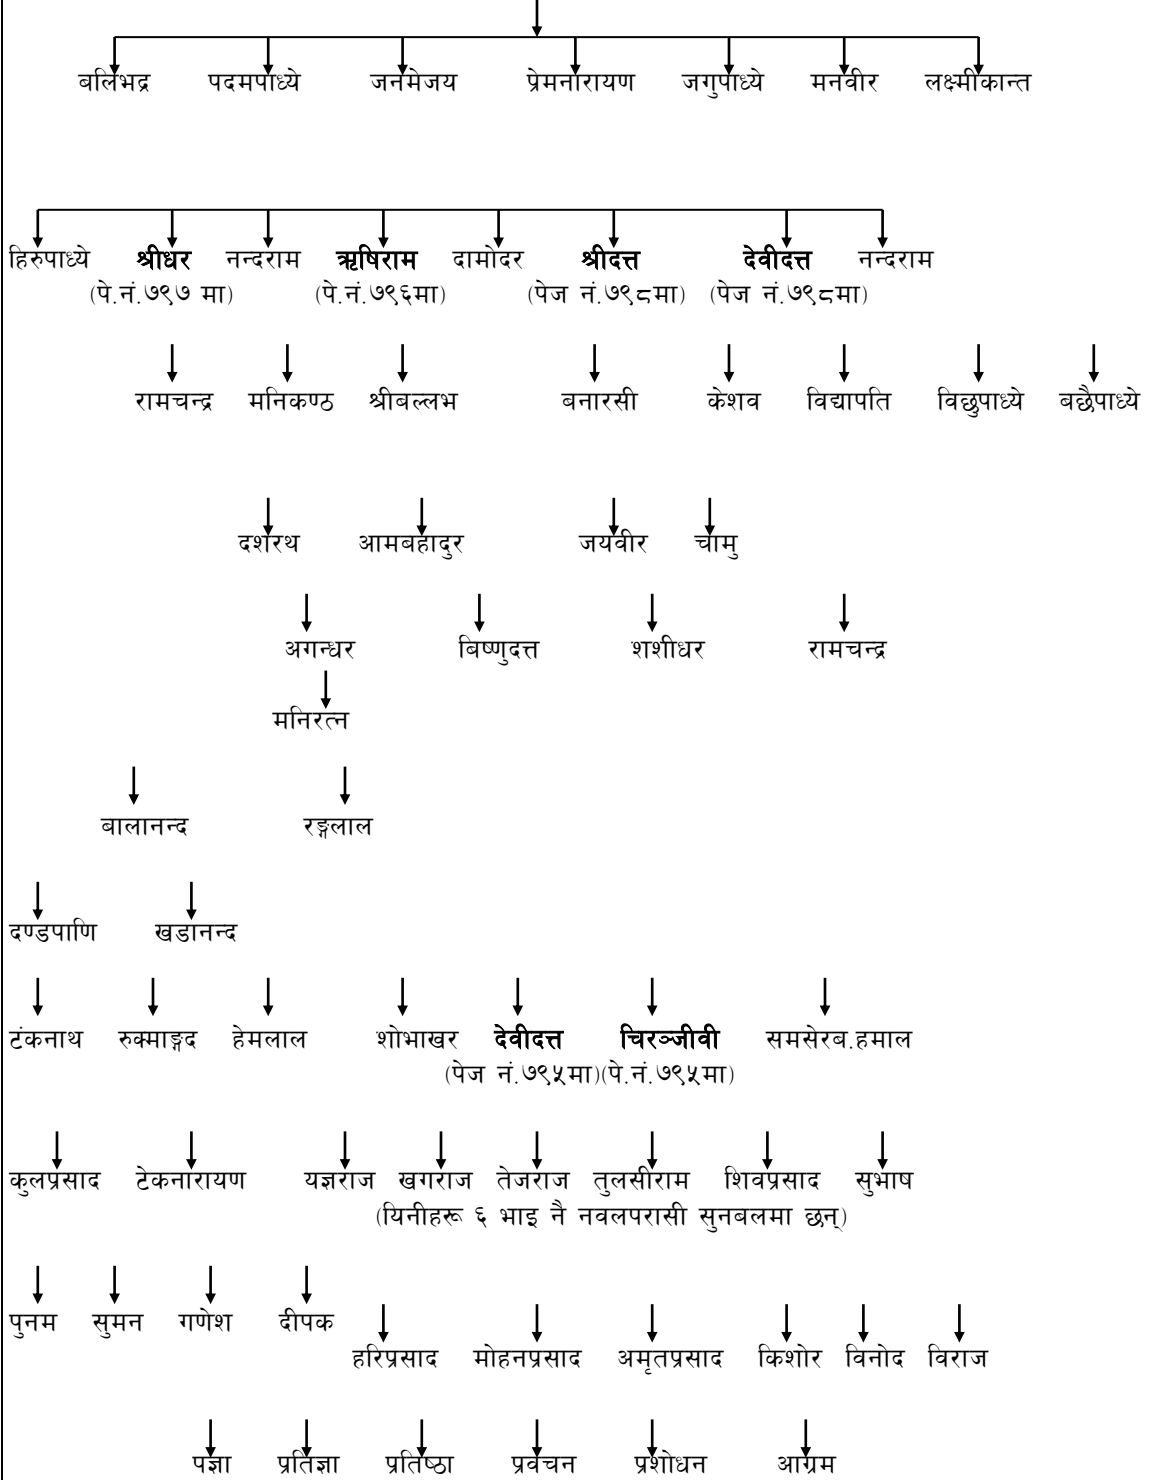 बलिभद्र पदमपाध्ये जनमेजय प्रेमनारायण जगुपाध्ये मनवीर लक्ष्मीकान्त
हिरुपाध्ये श्रीधर नन्दराम ऋषिराम दामोदर श्रीदत्त देवीदत्त नन्दराम
(पे.नं.७९७ मा) (पे.नं.७९६मा) (पेज नं.७९८मा) (पेज नं.७९८मा)
रामचन्द्र मनिकण्ठ श्रीबल्लभ बनारसी केशव विद्यापति विछुपाध्ये बछैपाध्ये
दशरथ आमबहादुर जयवीर चामु
अगन्धर बिष्णुदत्त शशीधर रामचन्द्र
मनिरत्न
बालानन्द रङ्गलाल
दण्डपाणि खडानन्द
टंकनाथ रुक्माङ्गद हेमलाल शोभाखर देवीदत्त चिरञ्जीवी समसेरब.हमाल
(पेज नं.७९५मा)(पे.नं.७९५मा)
कुलप्रसाद टेकनारायण यज्ञराज खगराज तेजराज तुलसीराम शिवप्रसाद सुभाष
(यिनीहरू ६ भाइ नै नवलपरासी सुनबलमा छन्)
पुनम सुमन गणेश दीपक
हरिप्रसाद मोहनप्रसाद अमृतप्रसाद किशोर विनोद विराज
पज्ञा प्रतिज्ञा प्रतिष्ठा प्रवचन प्रशोधन आग्रम